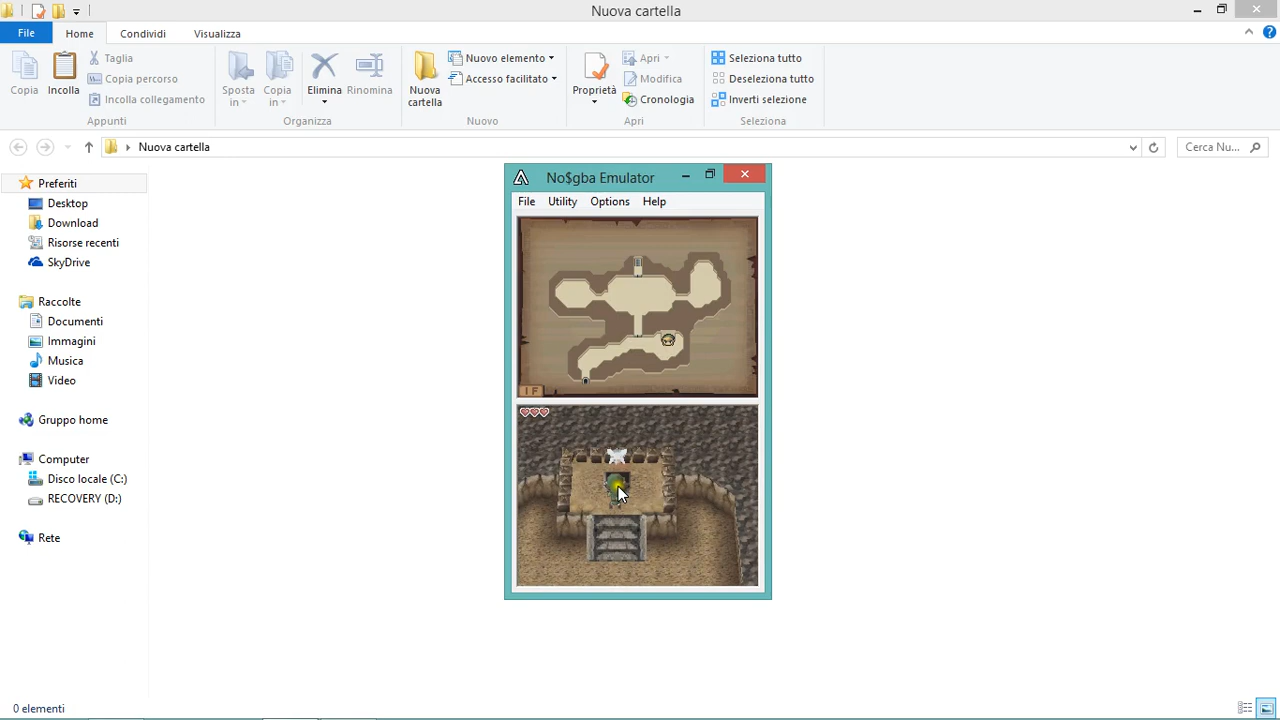 Nuova cartella
File Home Condividi Visualizza
Copia
Incolla
Taglia
Copia percorso
Incolla collegamento
Appunti
Sposta in
Copia in
Elimina
Rinomina
Organizza
Nuova cartella
Nuovo elemento
Accesso facilitato
Nuovo
Proprietà
Apri
Modifica
Cronologia
Apri
Seleziona tutto
Deseleziona tutto
Inverti selezione
Seleziona
Nuova cartella
Cerca Nu...
Preferiti
Desktop
Download
Risorse recenti
SkyDrive
Raccolte
Documenti
Immagini
Musica
Video
Gruppo home
Computer
Disco locale (C:)
RECOVERY (D:)
Rete
No$gba Emulator
File Utility Options Help
1F
0 elementi